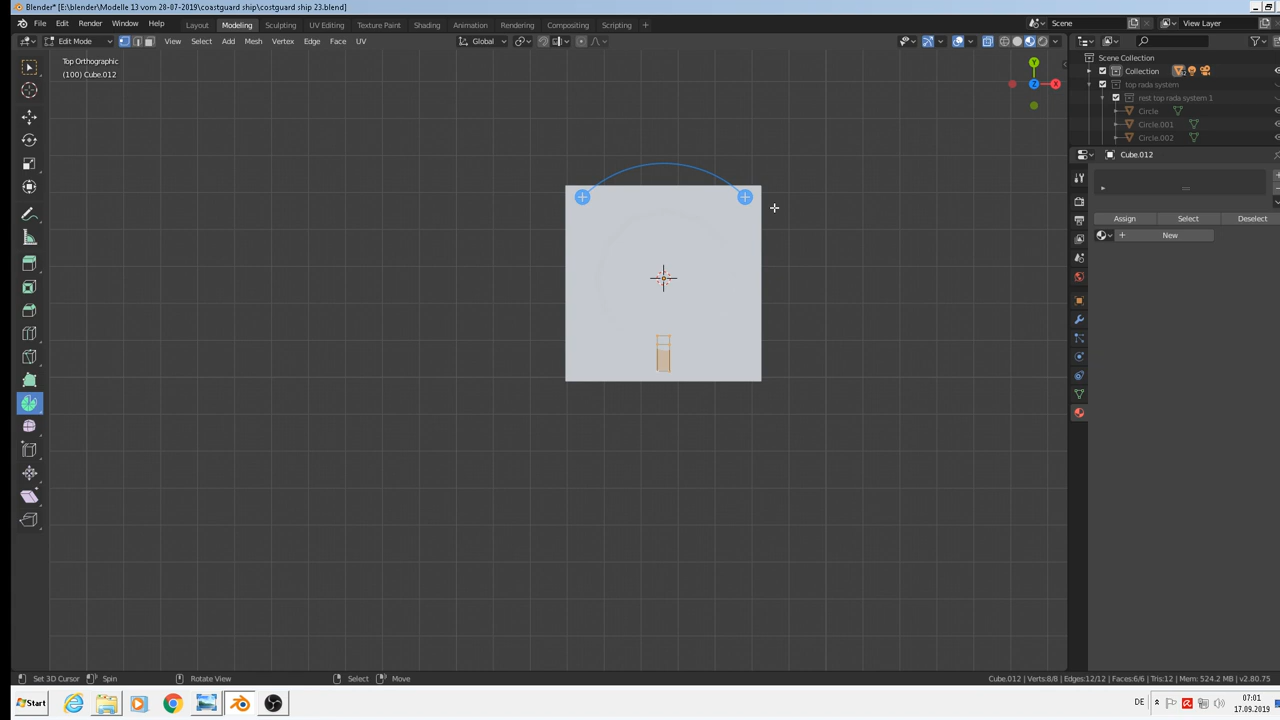 Blender* [E:\blender\Modelle 13 vom 28-07-2019\coastguard ship\costguard ship 23.blend]
File Edit Render Window Help Layout Modeling Sculpting UV Editing Texture Paint Shading Animation Rendering Compositing Scripting + Scene View Layer
Edit Mode View Select Add Mesh Vertex Edge Face UV Global
Top Orthographic
(100) Cube.012
Y
X
Z
Scene Collection
Collection
top rada system
rest top rada system 1
Circle
Circle.001
Circle.002
Cube.012
Assign Select Deselect
New
Set 3D Cursor Spin Rotate View Select Move Cube.012 | Verts:8/8 | Edges:12/12 | Faces:6/6 | Tris:12 | Mem: 524.2 MB | v2.80.75
Start DE 07:01
17.09.2019